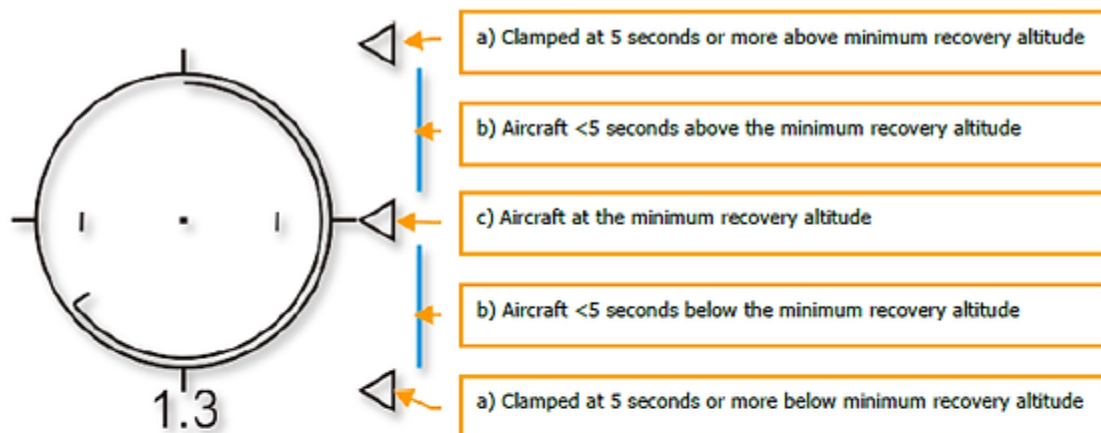 a) Clamped at 5 seconds or more above minimum recovery altitude
b) Aircraft <5 seconds above the minimum recovery altitude
c) Aircraft at the minimum recovery altitude
b) Aircraft <5 seconds below the minimum recovery altitude
a) Clamped at 5 seconds or more below minimum recovery altitude
1.3